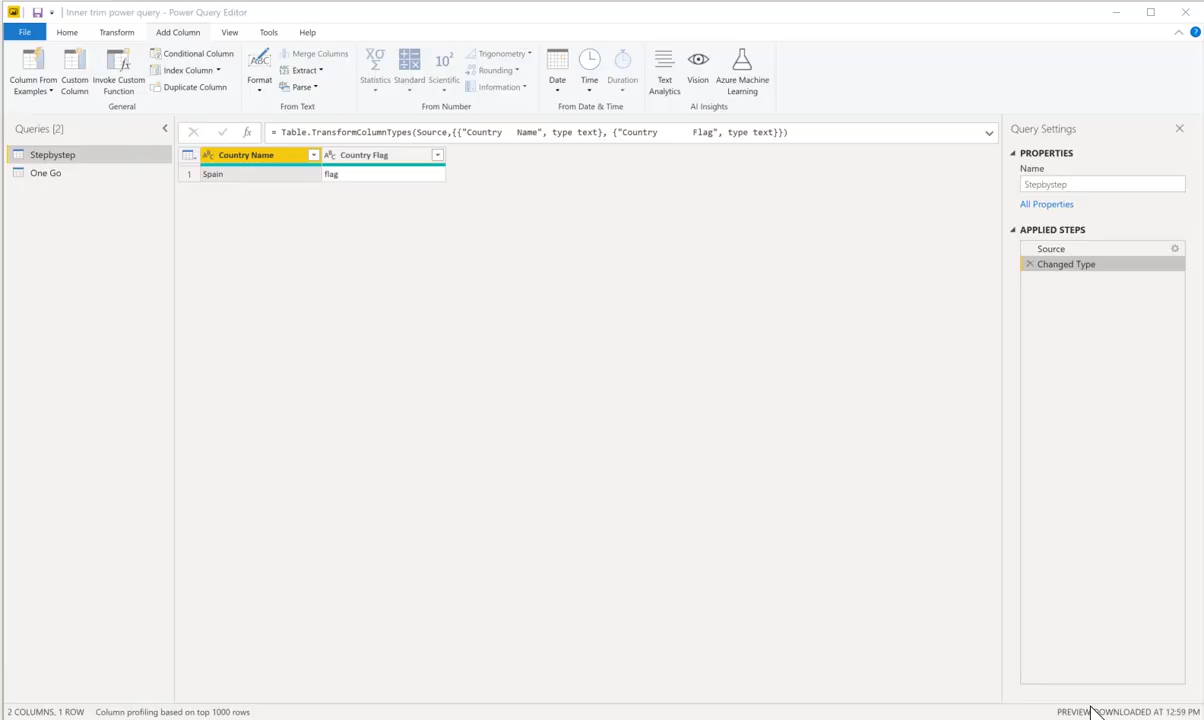 Inner trim power query - Power Query Editor
File Home Transform Add Column View Tools Help
Column From Examples
Custom Column
Invoke Custom Function
Conditional Column
Index Column
Duplicate Column
General
Format
Merge Columns
Extract
Parse
From Text
Statistics
Standard
10² Scientific
Trigonometry
Rounding
Information
From Number
Date
Time
Duration
From Date & Time
Text Analytics
Vision
Azure Machine Learning
AI Insights
Queries [2]
Stepbystep
One Go
fx = Table.TransformColumnTypes(Source,{{"Country   Name", type text}, {"Country        Flag", type text}})
Country Name Country Flag
1 Spain flag
Query Settings
PROPERTIES
Name
Stepbystep
All Properties
APPLIED STEPS
Source
Changed Type
2 COLUMNS, 1 ROW Column profiling based on top 1000 rows
PREVIEW DOWNLOADED AT 12:59 PM